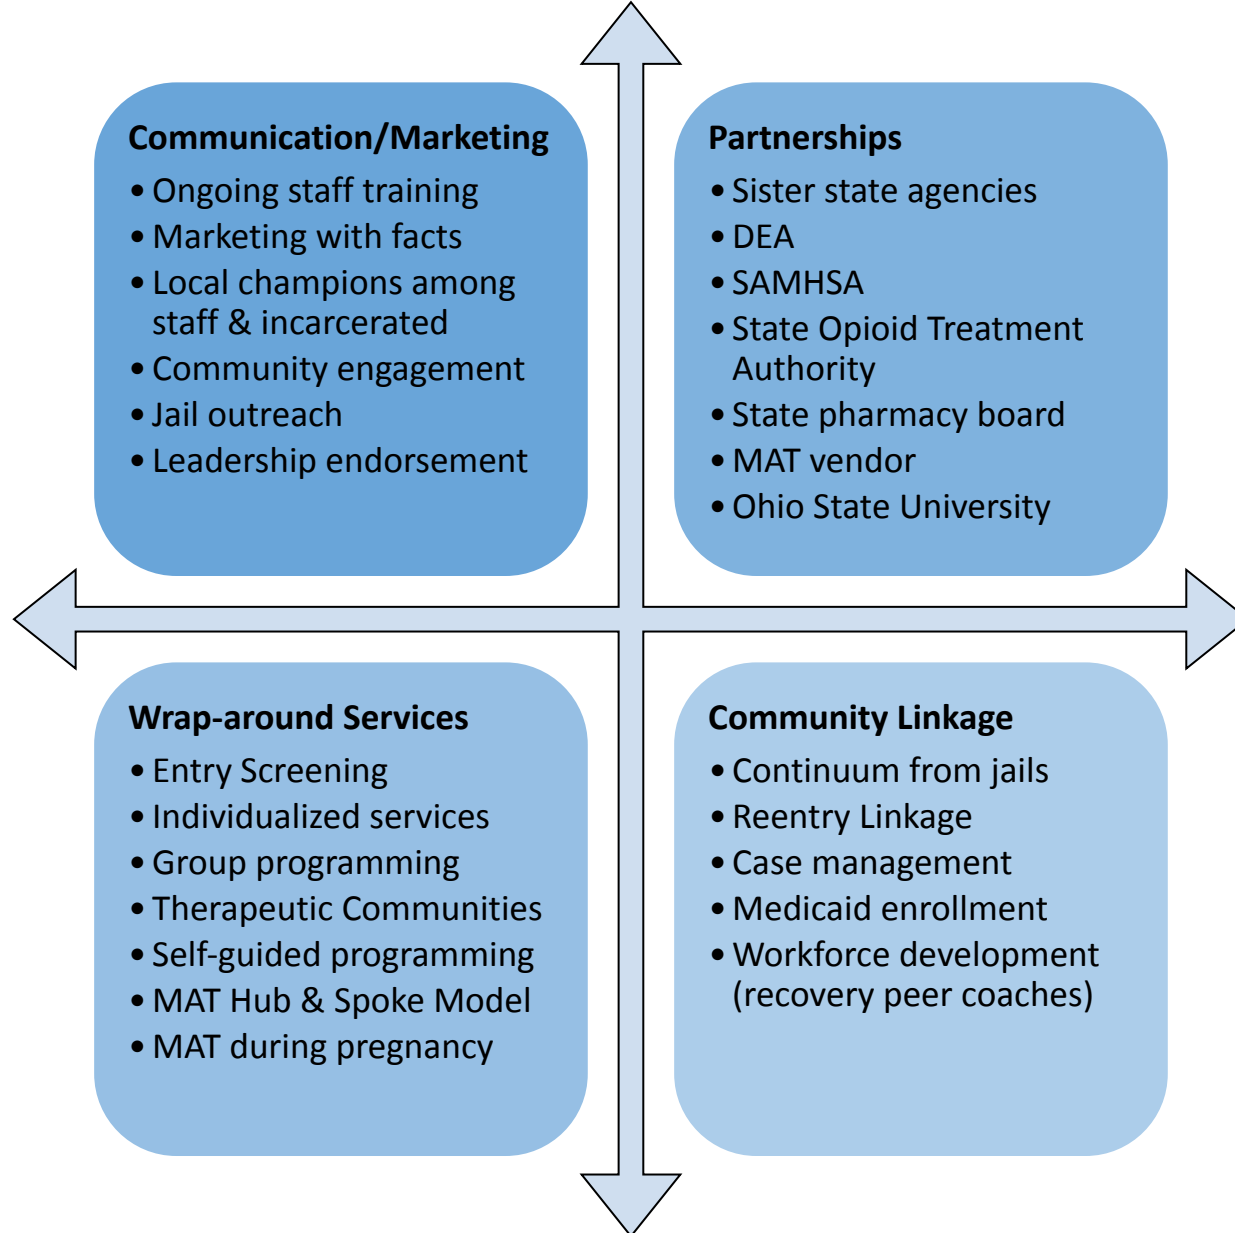 Communication/Marketing
• Ongoing staff training
• Marketing with facts
• Local champions among
staff & incarcerated
• Community engagement
• Jail outreach
• Leadership endorsement
Partnerships
• Sister state agencies
• DEA
• SAMHSA
• State Opioid Treatment
Authority
• State pharmacy board
• MAT vendor
• Ohio State University
Wrap-around Services
• Entry Screening
• Individualized services
• Group programming
• Therapeutic Communities
• Self-guided programming
• MAT Hub & Spoke Model
• MAT during pregnancy
Community Linkage
• Continuum from jails
• Reentry Linkage
• Case management
• Medicaid enrollment
• Workforce development
(recovery peer coaches)